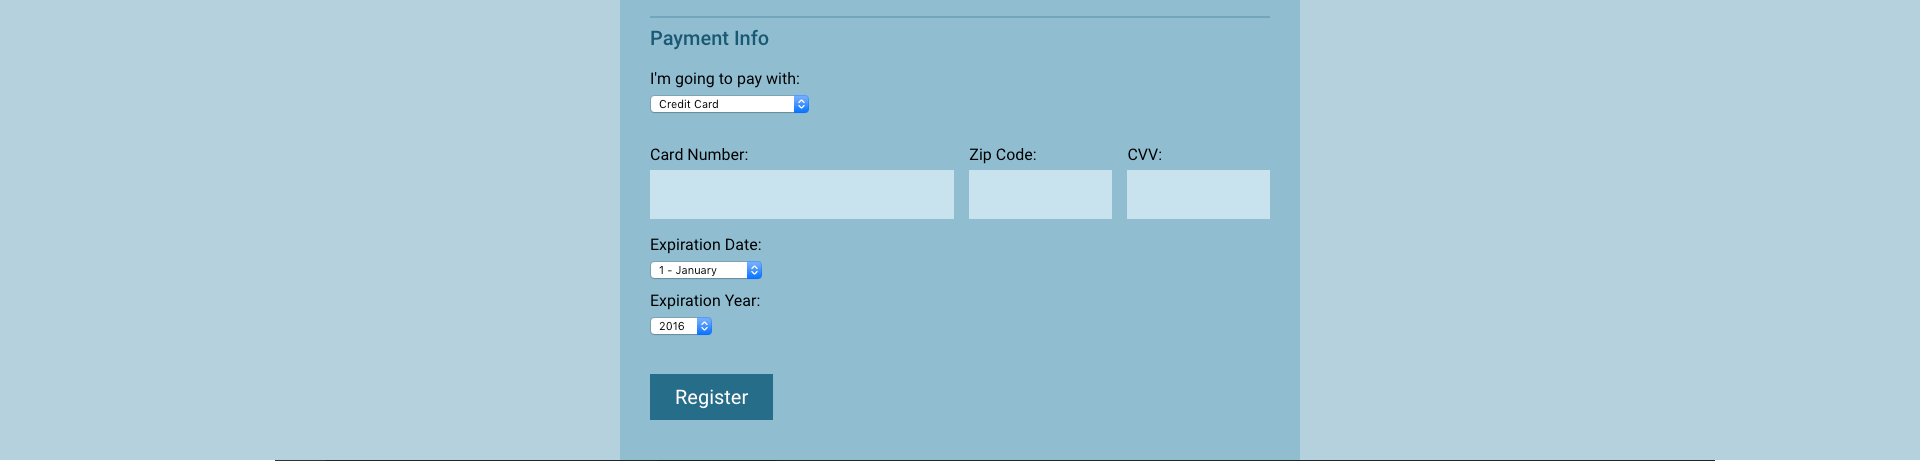 Payment Info
I'm going to pay with:
Credit Card
Card Number: Zip Code: CVV:
Expiration Date:
1 - January
Expiration Year:
2016
Register